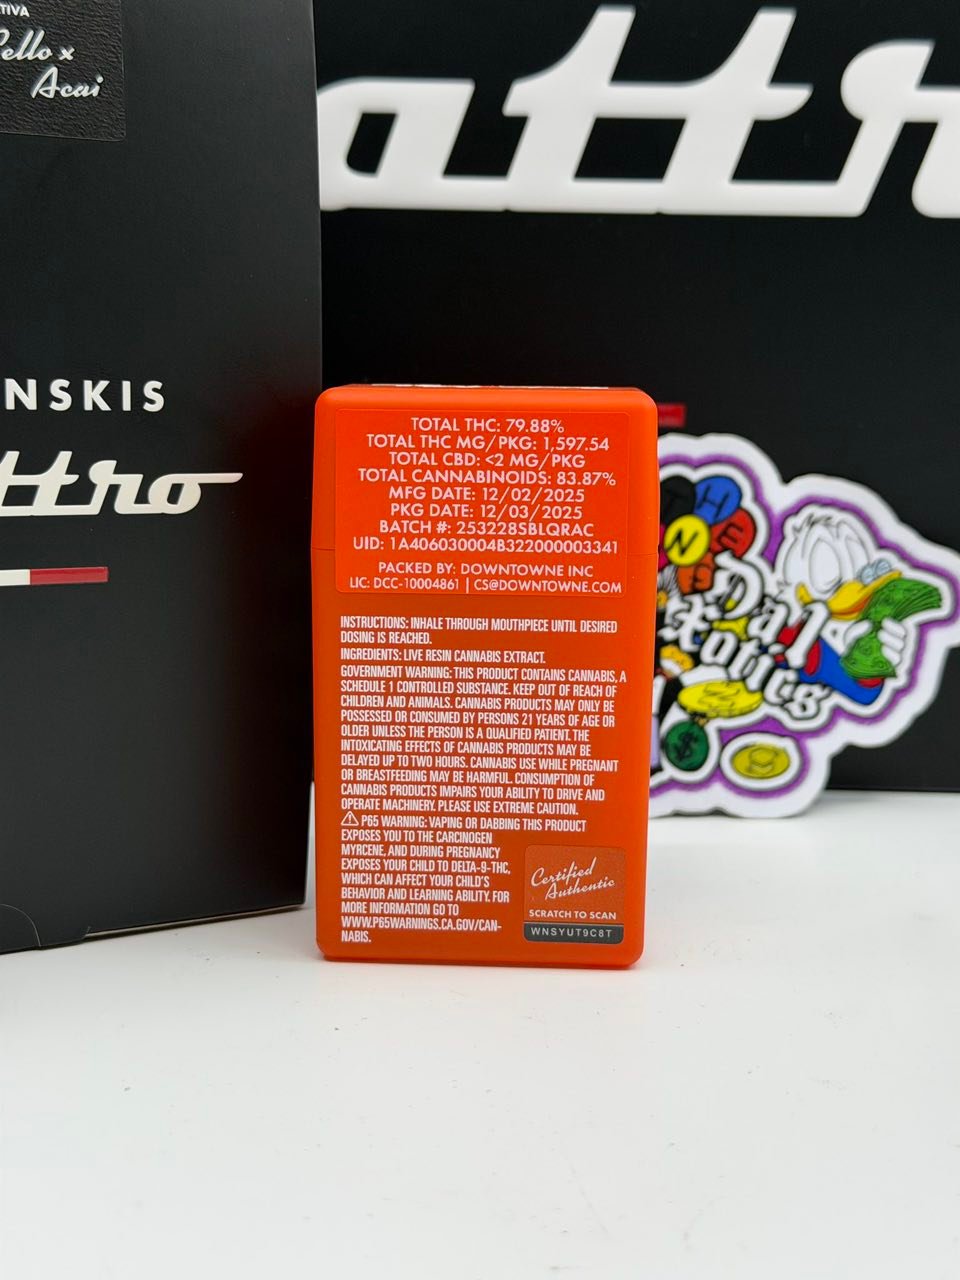 TIVA
ello x
Acai
attr
NSKIS
ttro
TOTAL THC: 79.88%
TOTAL THC MG/PKG: 1,597.54
TOTAL CBD: <2 MG/PKG
TOTAL CANNABINOIDS: 83.87%
MFG DATE: 12/02/2025
PKG DATE: 12/03/2025
BATCH #: 253228SBLQRAC
UID: 1A406030004B322000003341
PACKED BY: DOWNTOWNE INC
LIC: DCC-10004861 | CS@DOWNTOWNE.COM
INSTRUCTIONS: INHALE THROUGH MOUTHPIECE UNTIL DESIRED
DOSING IS REACHED.
INGREDIENTS: LIVE RESIN CANNABIS EXTRACT.
GOVERNMENT WARNING: THIS PRODUCT CONTAINS CANNABIS, A
SCHEDULE 1 CONTROLLED SUBSTANCE. KEEP OUT OF REACH OF
CHILDREN AND ANIMALS. CANNABIS PRODUCTS MAY ONLY BE
POSSESSED OR CONSUMED BY PERSONS 21 YEARS OF AGE OR
OLDER UNLESS THE PERSON IS A QUALIFIED PATIENT. THE
INTOXICATING EFFECTS OF CANNABIS PRODUCTS MAY BE
DELAYED UP TO TWO HOURS. CANNABIS USE WHILE PREGNANT
OR BREASTFEEDING MAY BE HARMFUL. CONSUMPTION OF
CANNABIS PRODUCTS IMPAIRS YOUR ABILITY TO DRIVE AND
OPERATE MACHINERY. PLEASE USE EXTREME CAUTION.
⚠ P65 WARNING: VAPING OR DABBING THIS PRODUCT
EXPOSES YOU TO THE CARCINOGEN
MYRCENE, AND DURING PREGNANCY
EXPOSES YOUR CHILD TO DELTA-9-THC,
WHICH CAN AFFECT YOUR CHILD'S
BEHAVIOR AND LEARNING ABILITY. FOR
MORE INFORMATION GO TO
WWW.P65WARNINGS.CA.GOV/CAN-
NABIS.
Certified
Authentic
SCRATCH TO SCAN
WNSYUT9C8T
THE